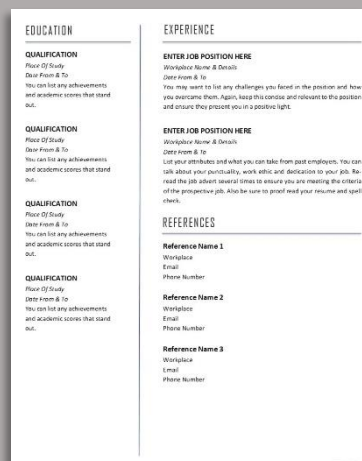 EDUCATION
QUALIFICATION
Place Of Study
Date From & To
You can list any achievements
and academic scores that stand
out.
QUALIFICATION
Place Of Study
Date From & To
You can list any achievements
and academic scores that stand
out.
QUALIFICATION
Place Of Study
Date From & To
You can list any achievements
and academic scores that stand
out.
QUALIFICATION
Place Of Study
Date From & To
You can list any achievements
and academic scores that stand
out.
EXPERIENCE
ENTER JOB POSITION HERE
Workplace Name & Details
Date From & To
You may want to list any challenges you faced in the position and how
you overcame them. Again, keep this concise and relevant to the position
and ensure they present you in a positive light.
ENTER JOB POSITION HERE
Workplace Name & Details
Date From & To
List your attributes and what you can take from past employers. You can
talk about your punctuality, work ethic and dedication to your job. Re-
read the job advert several times to ensure you are meeting the criteria
of the prospective job. Also be sure to proof read your resume and spell
check.
REFERENCES
Reference Name 1
Workplace
Email
Phone Number
Reference Name 2
Workplace
Email
Phone Number
Reference Name 3
Workplace
Email
Phone Number